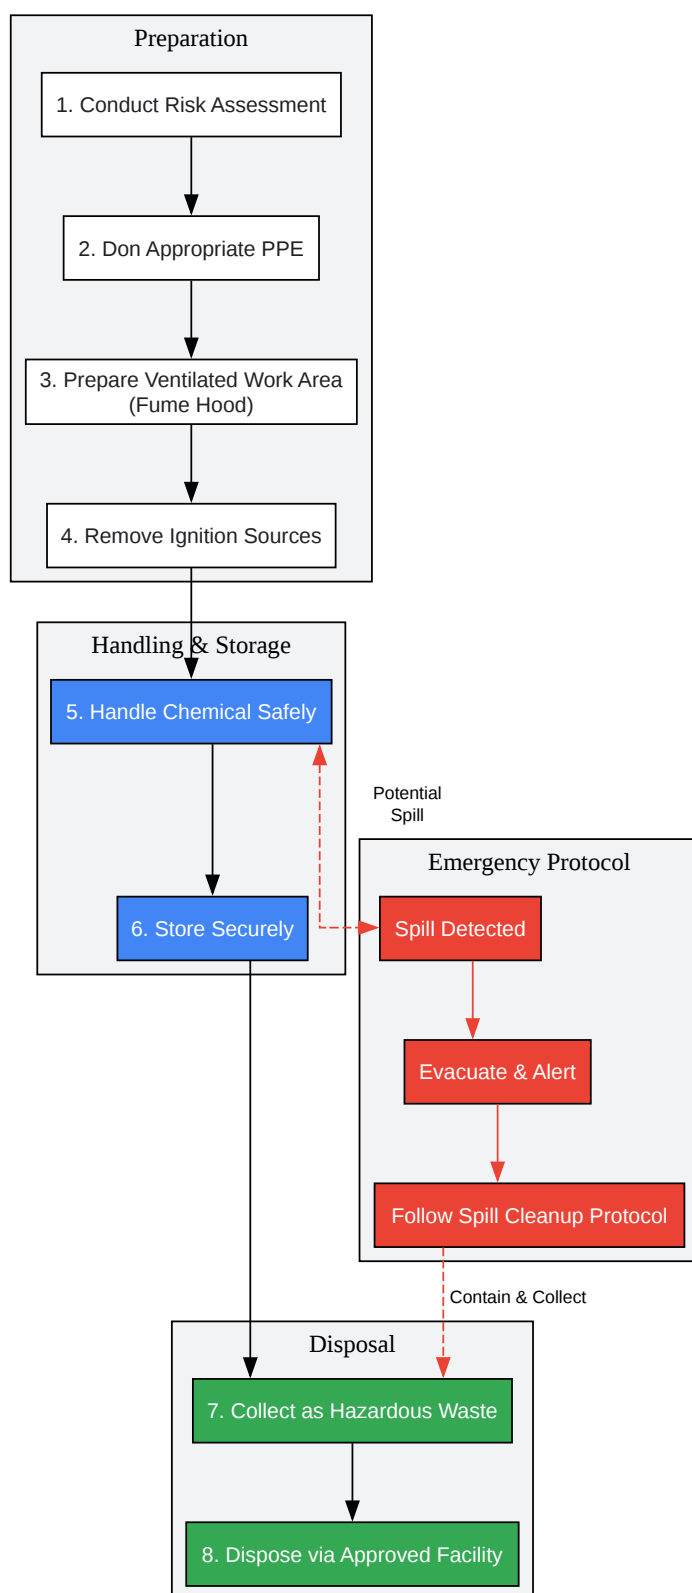 Preparation
1. Conduct Risk Assessment
2. Don Appropriate PPE
3. Prepare Ventilated Work Area
(Fume Hood)
4. Remove Ignition Sources
Handling & Storage
5. Handle Chemical Safely
Potential
Spill
Emergency Protocol
6. Store Securely
Spill Detected
Evacuate & Alert
Follow Spill Cleanup Protocol
Contain & Collect
Disposal
7. Collect as Hazardous Waste
8. Dispose via Approved Facility